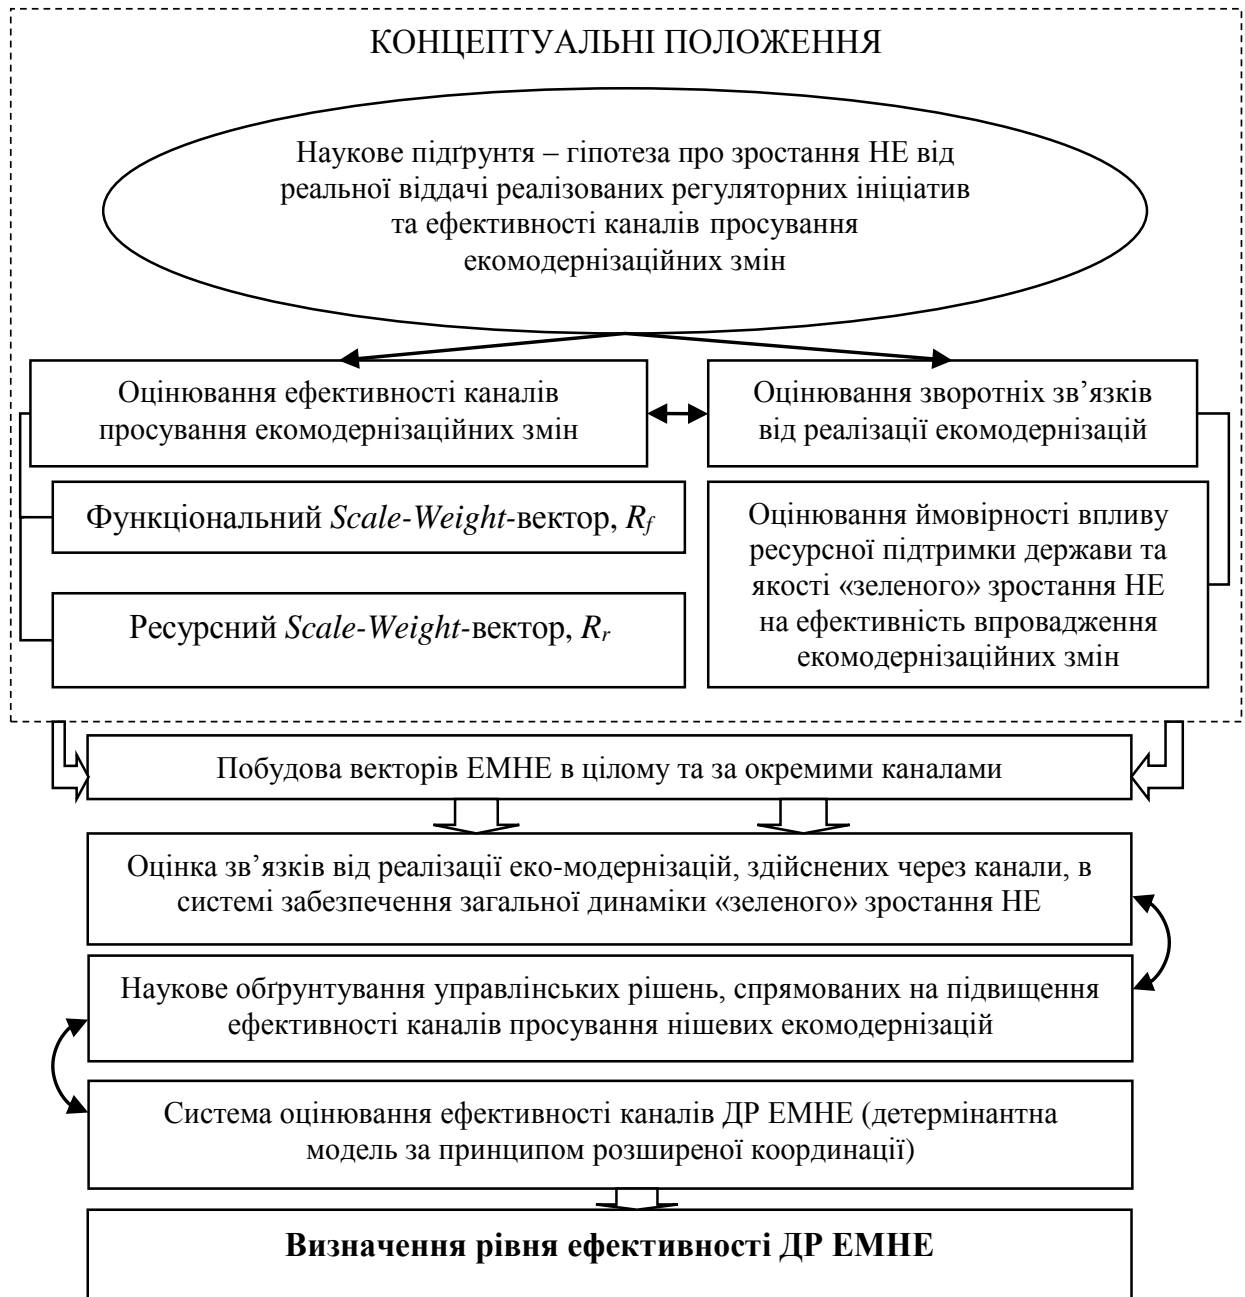 КОНЦЕПТУАЛЬНІ ПОЛОЖЕННЯ
Наукове підґрунтя – гіпотеза про зростання НЕ від
реальної віддачі реалізованих регуляторних ініціатив
та ефективності каналів просування
екомодернізаційних змін
Оцінювання ефективності каналів
просування екомодернізаційних змін
Оцінювання зворотніх зв’язків
від реалізації екомодернізацій
Функціональний Scale-Weight-вектор, Rf
Ресурсний Scale-Weight-вектор, Rr
Оцінювання ймовірності впливу
ресурсної підтримки держави та
якості «зеленого» зростання НЕ
на ефективність впровадження
екомодернізаційних змін
Побудова векторів ЕМНЕ в цілому та за окремими каналами
Оцінка зв’язків від реалізації еко-модернізацій, здійснених через канали, в
системі забезпечення загальної динаміки «зеленого» зростання НЕ
Наукове обґрунтування управлінських рішень, спрямованих на підвищення
ефективності каналів просування нішевих екомодернізацій
Система оцінювання ефективності каналів ДР ЕМНЕ (детермінантна
модель за принципом розширеної координації)
Визначення рівня ефективності ДР ЕМНЕ